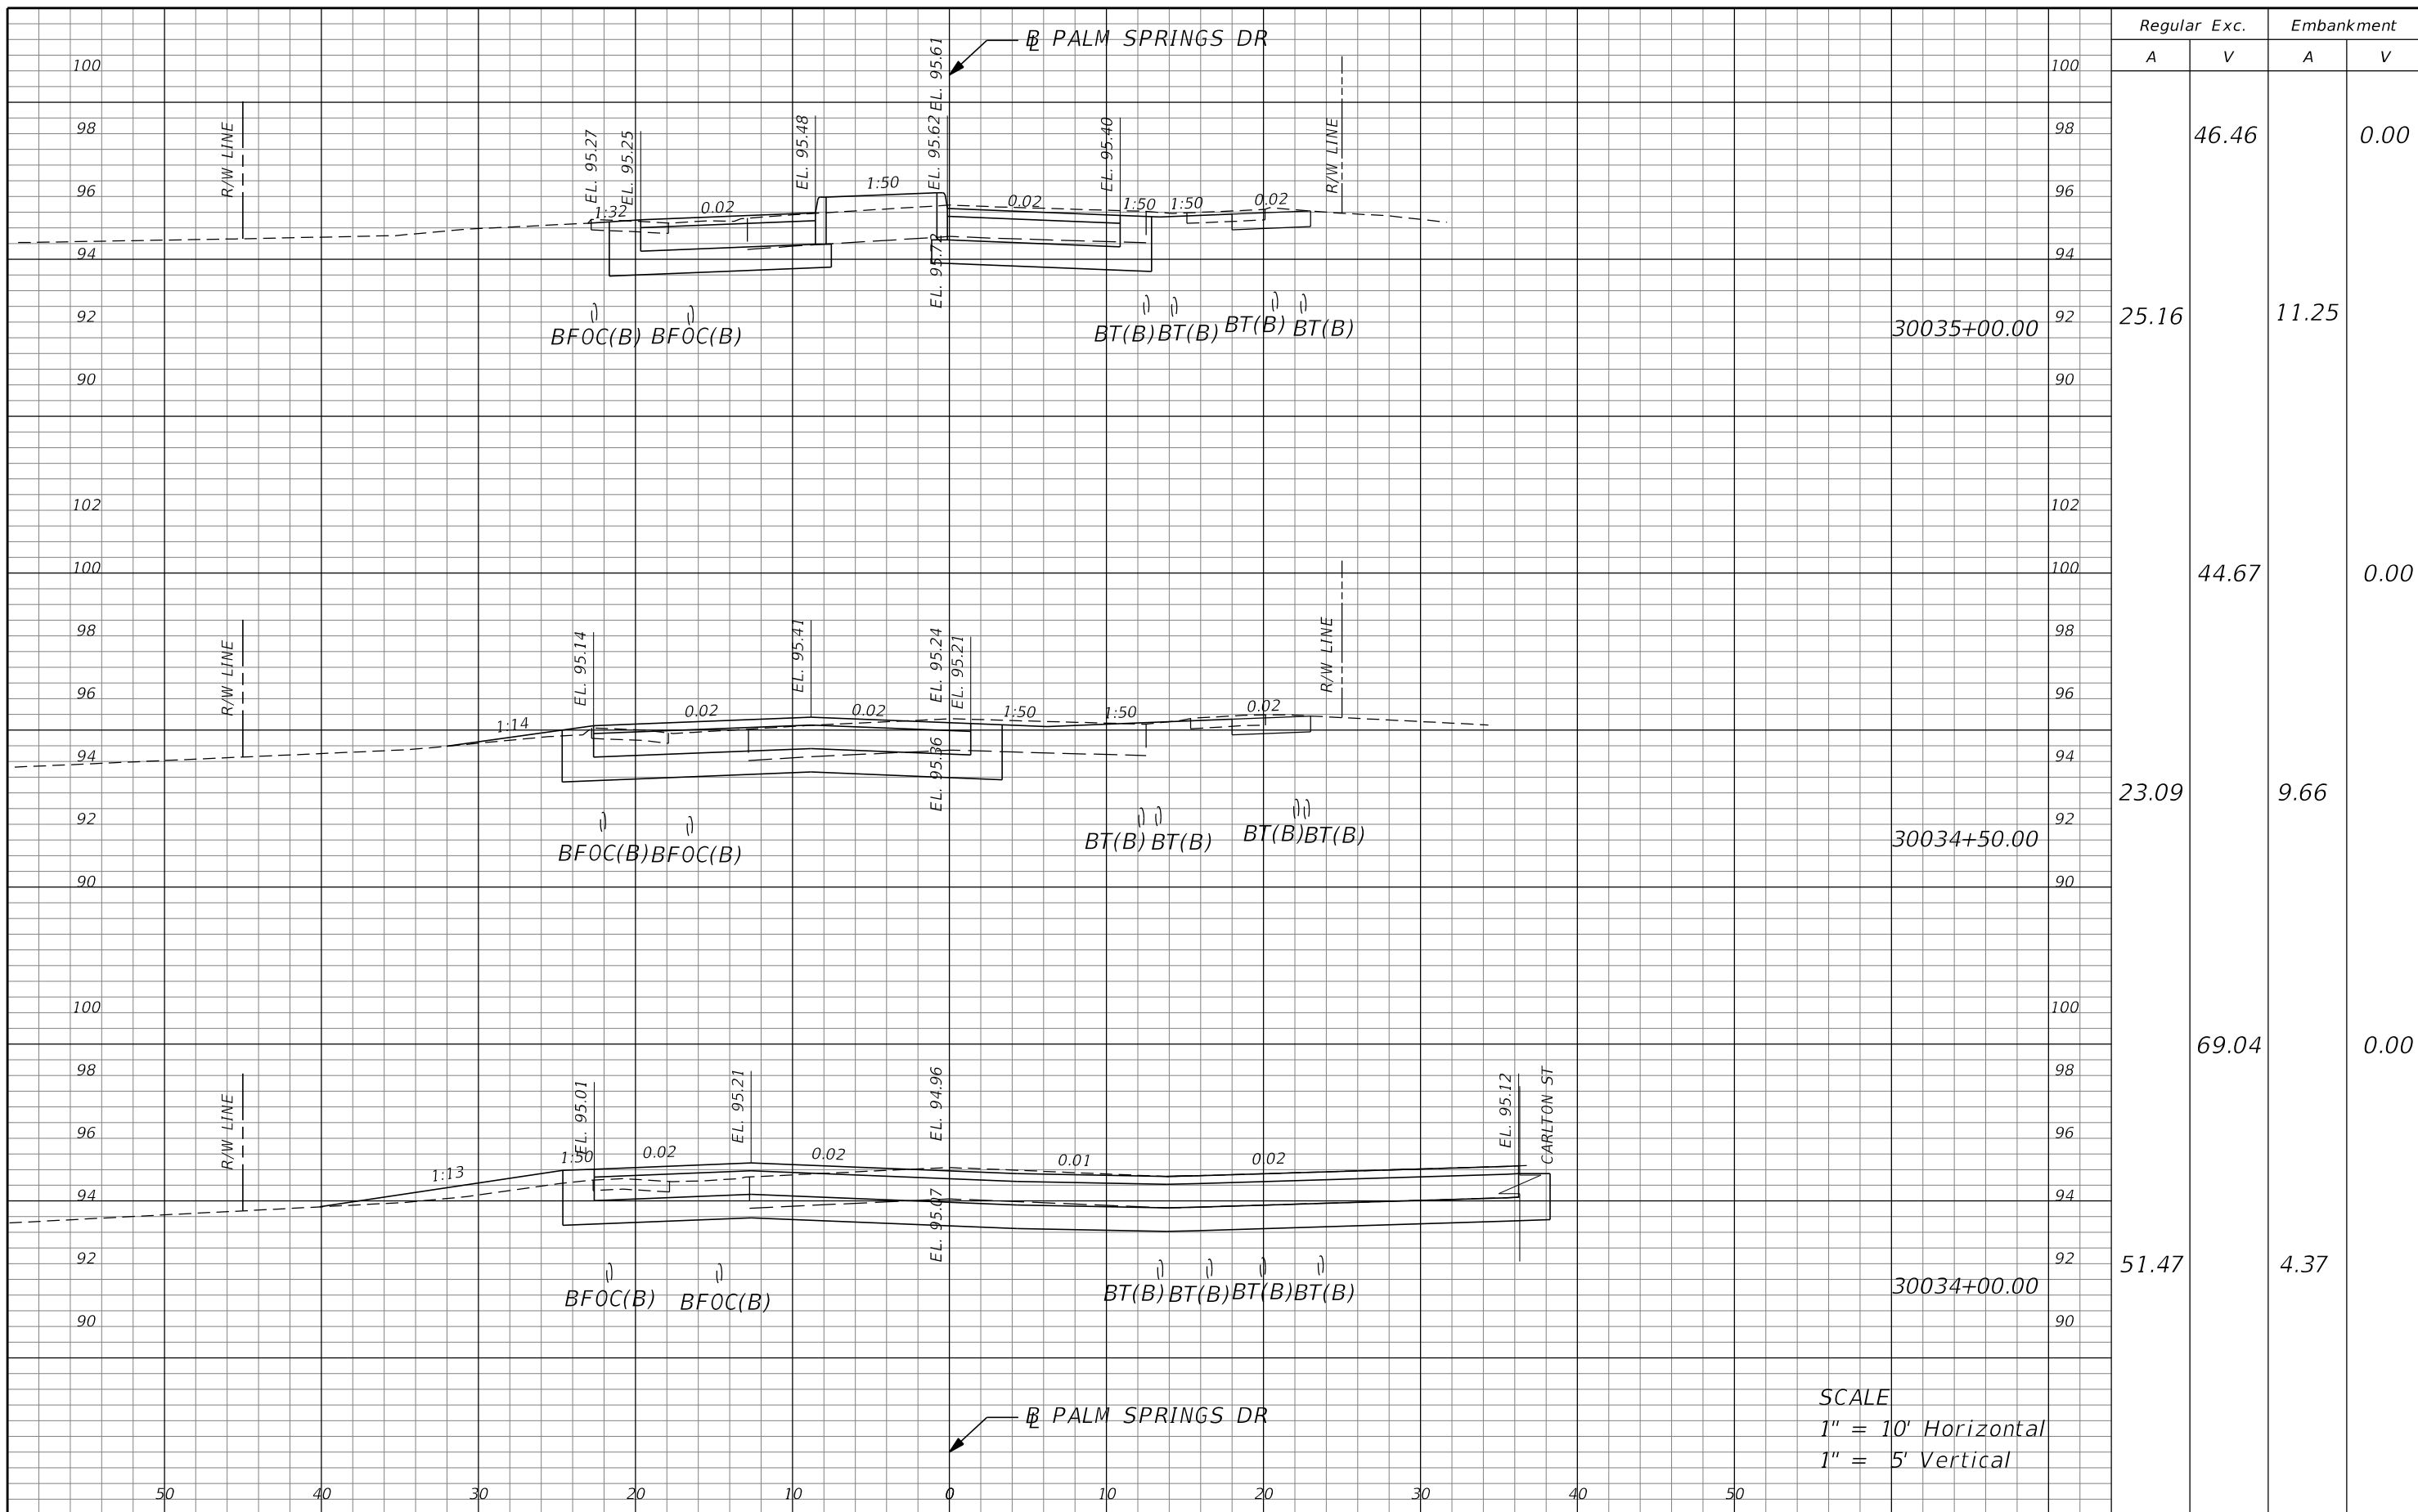 Regular Exc. Embankment
A V A V
℄ PALM SPRINGS DR
100 100
98 98
96 96
94 94
92 92
90 90
R/W LINE
EL. 95.27
EL. 95.25
EL. 95.48
EL. 95.62 EL. 95.61
EL. 95.40
R/W LINE
1:32 0.02 1:50 0.02 1:50 1:50 0.02
EL. 95.72
BFOC(B) BFOC(B) BT(B) BT(B) BT(B) BT(B)
30035+00.00
46.46 0.00
25.16 11.25
102 102
100 100
98 98
96 96
94 94
92 92
90 90
R/W LINE
EL. 95.14
EL. 95.41
EL. 95.24
EL. 95.21
R/W LINE
1:14 0.02 0.02 1:50 1:50 0.02
EL. 95.36
BFOC(B) BFOC(B) BT(B) BT(B) BT(B) BT(B)
30034+50.00
44.67 0.00
23.09 9.66
100 100
98 98
96 96
94 94
92 92
90 90
R/W LINE
EL. 95.01
EL. 95.21
EL. 94.96
EL. 95.12
CARLTON ST
1:13 1:50 0.02 0.02 0.01 0.02
EL. 95.07
BFOC(B) BFOC(B) BT(B) BT(B) BT(B) BT(B)
30034+00.00
69.04 0.00
51.47 4.37
℄ PALM SPRINGS DR
SCALE
1" = 10' Horizontal
1" = 5' Vertical
50 40 30 20 10 0 10 20 30 40 50